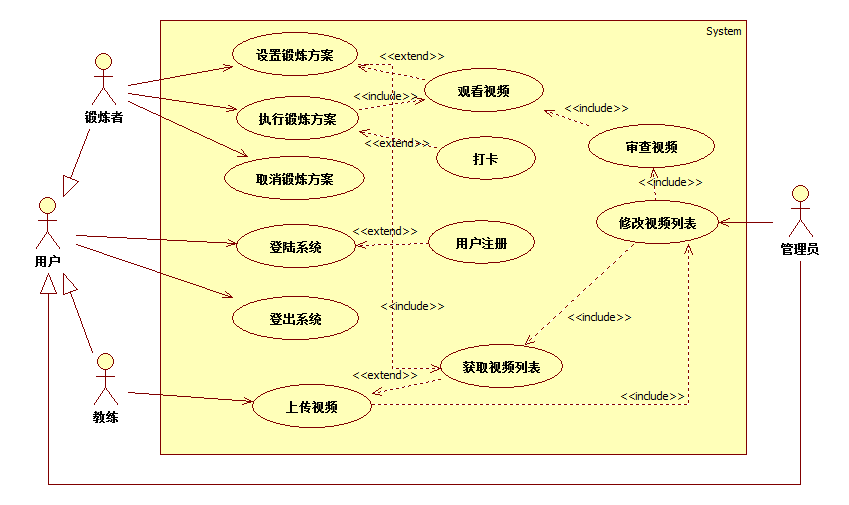 System
设置锻炼方案
<<extend>>
观看视频
锻炼者
执行锻炼方案
<<include>>
<<include>>
<<extend>>
打卡
审查视频
取消锻炼方案
<<include>>
用户
登陆系统
<<extend>>
用户注册
修改视频列表
管理员
登出系统
<<include>>
<<include>>
获取视频列表
<<extend>>
教练
上传视频
<<include>>